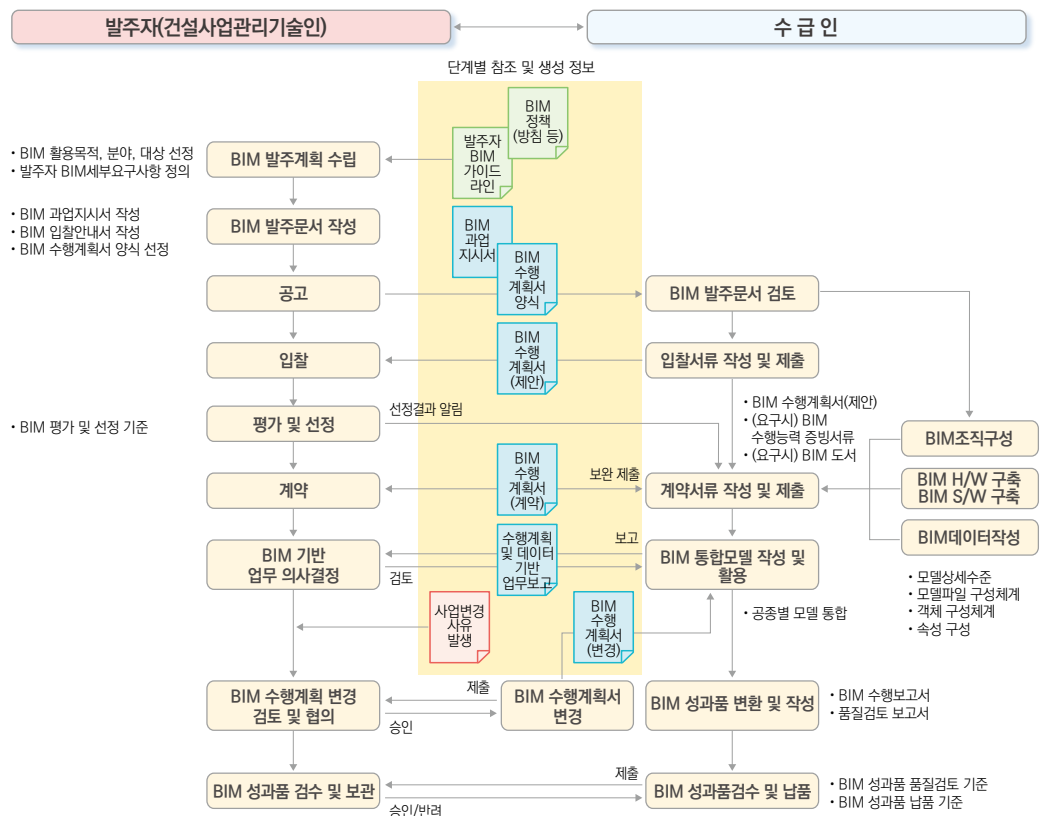 발주자(건설사업관리기술인)
수 급 인
단계별 참조 및 생성 정보
BIM
정책
(방침 등)
발주자
BIM
가이드
라인
• BIM 활용목적, 분야, 대상 선정
• 발주자 BIM세부요구사항 정의
BIM 발주계획 수립
• BIM 과업지시서 작성
• BIM 입찰안내서 작성
• BIM 수행계획서 양식 선정
BIM 발주문서 작성
BIM
과업
지시서
BIM
수행
계획서
양식
공고
BIM 발주문서 검토
입찰
BIM
수행
계획서
(제안)
입찰서류 작성 및 제출
• BIM 평가 및 선정 기준
평가 및 선정
선정결과 알림
• BIM 수행계획서(제안)
• (요구시) BIM
수행능력 증빙서류
• (요구시) BIM 도서
BIM조직구성
계약
BIM
수행
계획서
(계약)
보완 제출
계약서류 작성 및 제출
BIM H/W 구축
BIM S/W 구축
BIM데이터작성
BIM 기반
업무 의사결정
검토
수행계획
및 데이터
기반
업무보고
보고
BIM 통합모델 작성 및
활용
• 모델상세수준
• 모델파일 구성체계
• 객체 구성체계
• 속성 구성
사업변경
사유
발생
BIM
수행
계획서
(변경)
• 공종별 모델 통합
BIM 수행계획 변경
검토 및 협의
제출
승인
BIM 수행계획서
변경
BIM 성과품 변환 및 작성
• BIM 수행보고서
• 품질검토 보고서
BIM 성과품 검수 및 보관
제출
승인/반려
BIM 성과품검수 및 납품
• BIM 성과품 품질검토 기준
• BIM 성과품 납품 기준